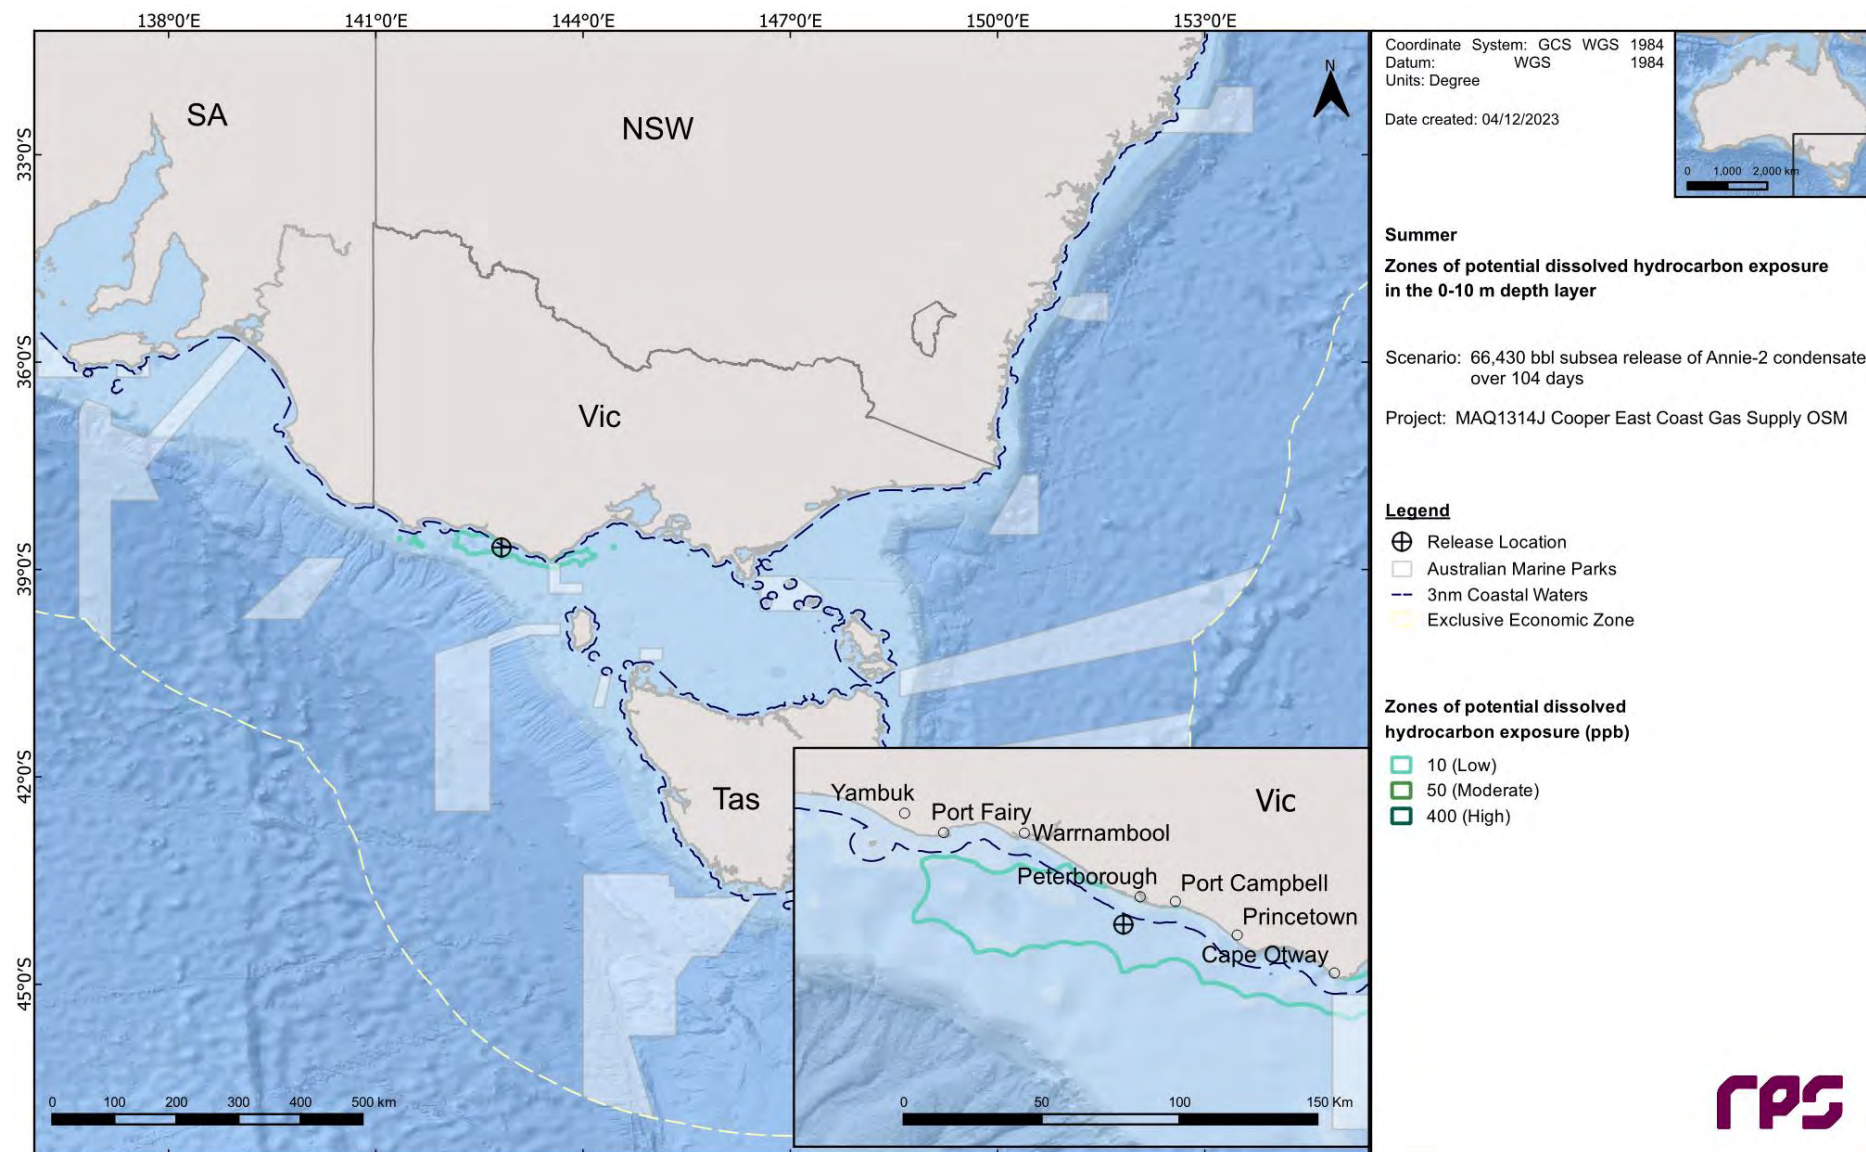 138°0′E 141°0′E 144°0′E 147°0′E 150°0′E 153°0′E
33°0′S
36°0′S
39°0′S
42°0′S
45°0′S
SA
NSW
Vic
Tas
0 100 200 300 400 500 km
Yambuk
Port Fairy
Warrnambool
Vic
Peterborough
Port Campbell
Princetown
Cape Otway
0 50 100 150 Km
N
Coordinate System: GCS WGS 1984
Datum: WGS 1984
Units: Degree
Date created: 04/12/2023
0 1,000 2,000 km
Summer
Zones of potential dissolved hydrocarbon exposure
in the 0-10 m depth layer
Scenario: 66,430 bbl subsea release of Annie-2 condensate
over 104 days
Project: MAQ1314J Cooper East Coast Gas Supply OSM
Legend
Release Location
Australian Marine Parks
3nm Coastal Waters
Exclusive Economic Zone
Zones of potential dissolved
hydrocarbon exposure (ppb)
10 (Low)
50 (Moderate)
400 (High)
rps